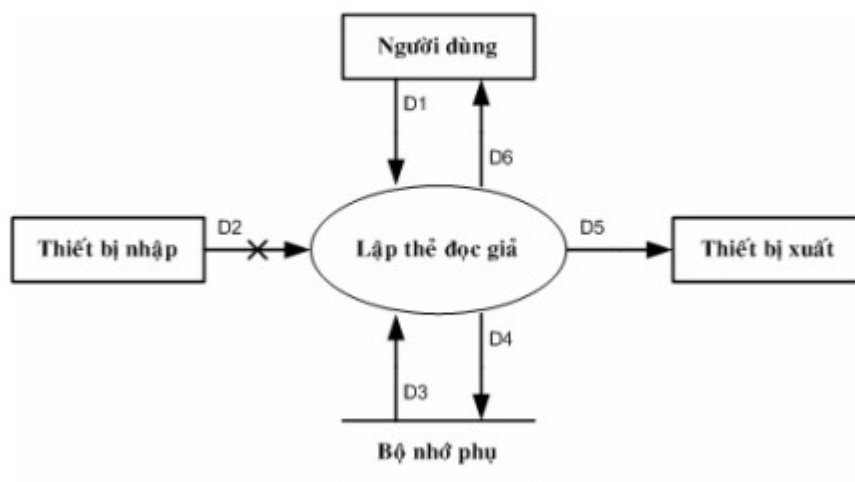 Người dùng
D1
D6
Thiết bị nhập
D2
Lập thẻ đọc giả
D5
Thiết bị xuất
D4
D3
Bộ nhớ phụ